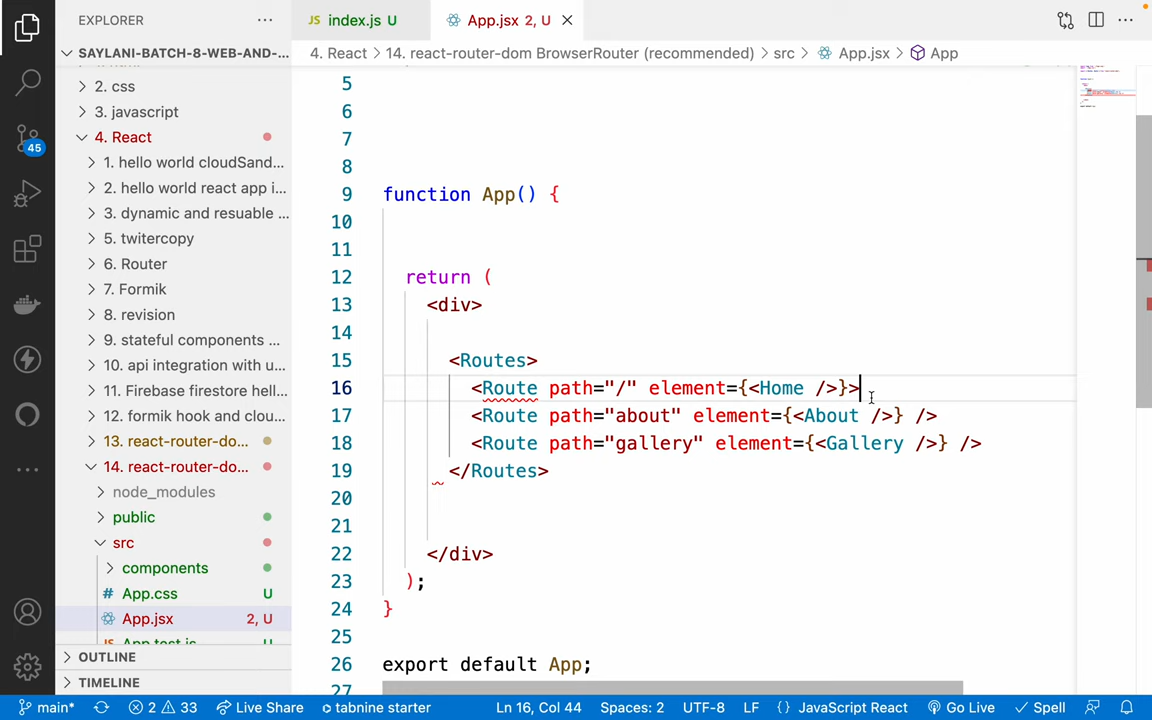 EXPLORER
SAYLANI-BATCH-8-WEB-AND-...
2. css
3. javascript
4. React
1. hello world cloudSand...
2. hello world react app i...
3. dynamic and resuable ...
5. twitercopy
6. Router
7. Formik
8. revision
9. stateful components ...
10. api integration with u...
11. Firebase firestore hell...
12. formik hook and clou...
13. react-router-do...
14. react-router-do...
node_modules
public
src
components
# App.css U
App.jsx 2, U
OUTLINE
TIMELINE
45
JS index.js U
App.jsx 2, U
4. React > 14. react-router-dom BrowserRouter (recommended) > src > App.jsx > App
5
6
7
8
9 function App() {
10
11
12 return (
13 <div>
14
15 <Routes>
16 <Route path="/" element={<Home />}>
17 <Route path="about" element={<About />} />
18 <Route path="gallery" element={<Gallery />} />
19 </Routes>
20
21
22 </div>
23 );
24 }
25
26 export default App;
27
main* 2 33 Live Share tabnine starter Ln 16, Col 44 Spaces: 2 UTF-8 LF {} JavaScript React Go Live Spell